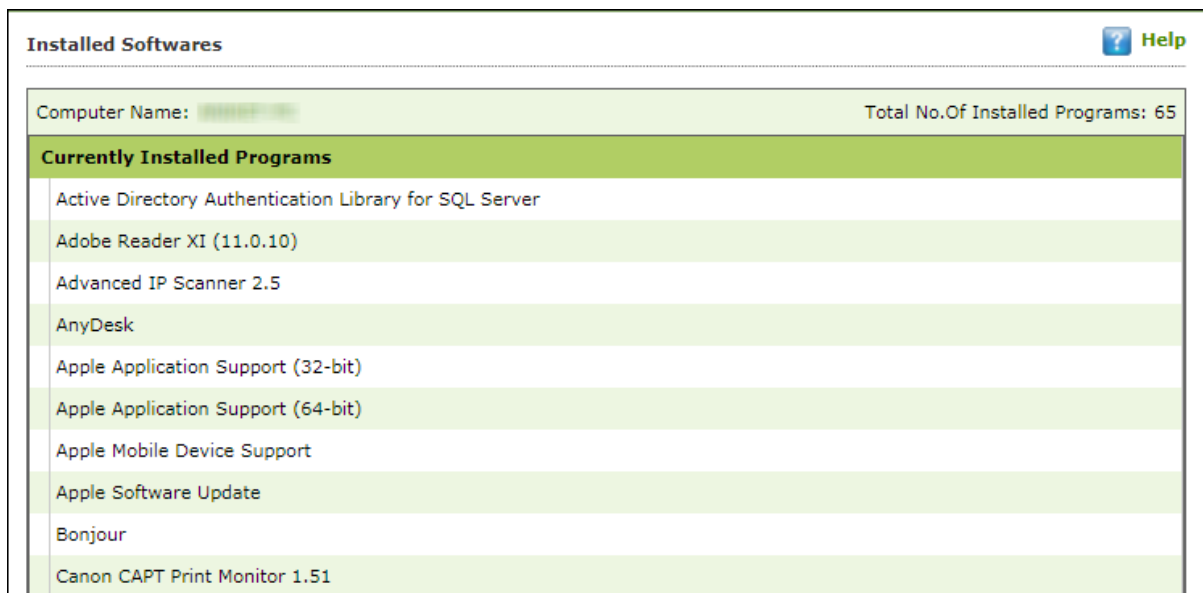 Installed Softwares
? Help
Computer Name:
Total No.Of Installed Programs: 65
Currently Installed Programs
Active Directory Authentication Library for SQL Server
Adobe Reader XI (11.0.10)
Advanced IP Scanner 2.5
AnyDesk
Apple Application Support (32-bit)
Apple Application Support (64-bit)
Apple Mobile Device Support
Apple Software Update
Bonjour
Canon CAPT Print Monitor 1.51